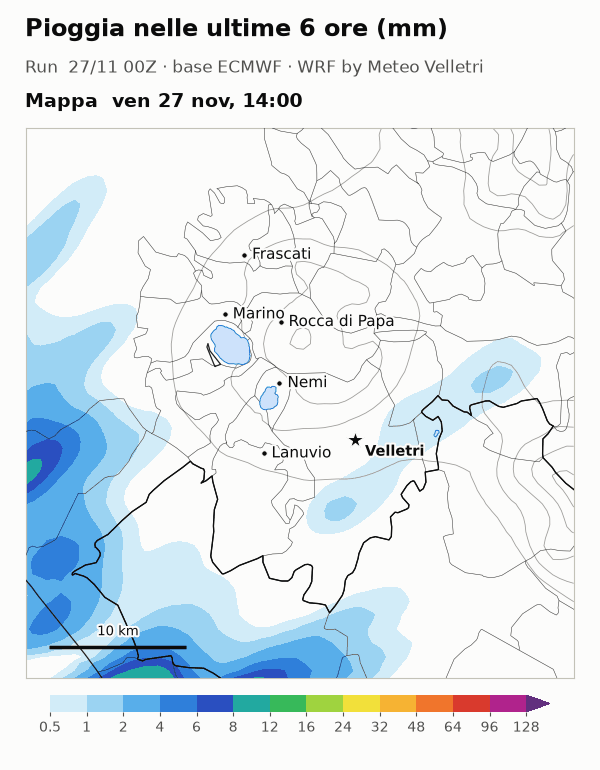 Pioggia nelle ultime 6 ore (mm)
Run 27/11 00Z · base ECMWF · WRF by Meteo Velletri
Mappa ven 27 nov, 14:00
Frascati
Marino
Rocca di Papa
Nemi
Velletri
Lanuvio
10 km
0.5 1 2 4 6 8 12 16 24 32 48 64 96 128